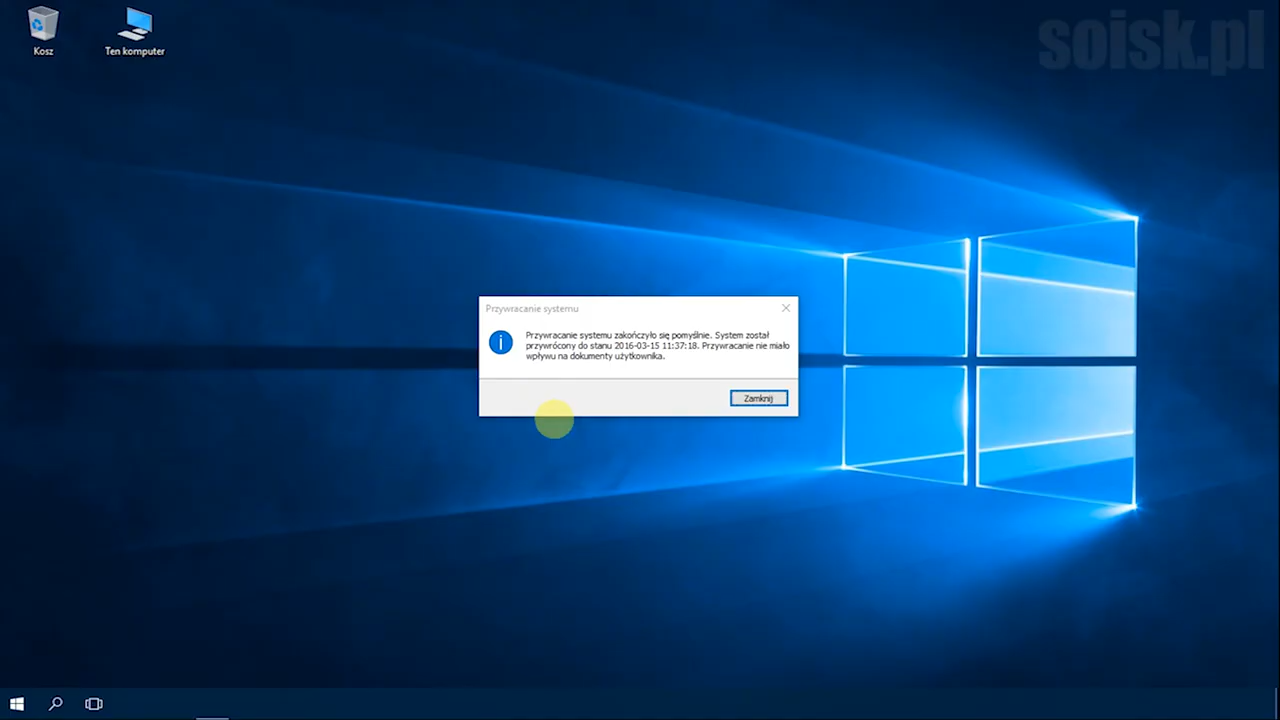 soisk.pl
Kosz
Ten komputer
Przywracanie systemu
Przywracanie systemu zakończyło się pomyślnie. System został
przywrócony do stanu 2016-03-15 11:37:18. Przywracanie nie miało
wpływu na dokumenty użytkownika.
Zamknij